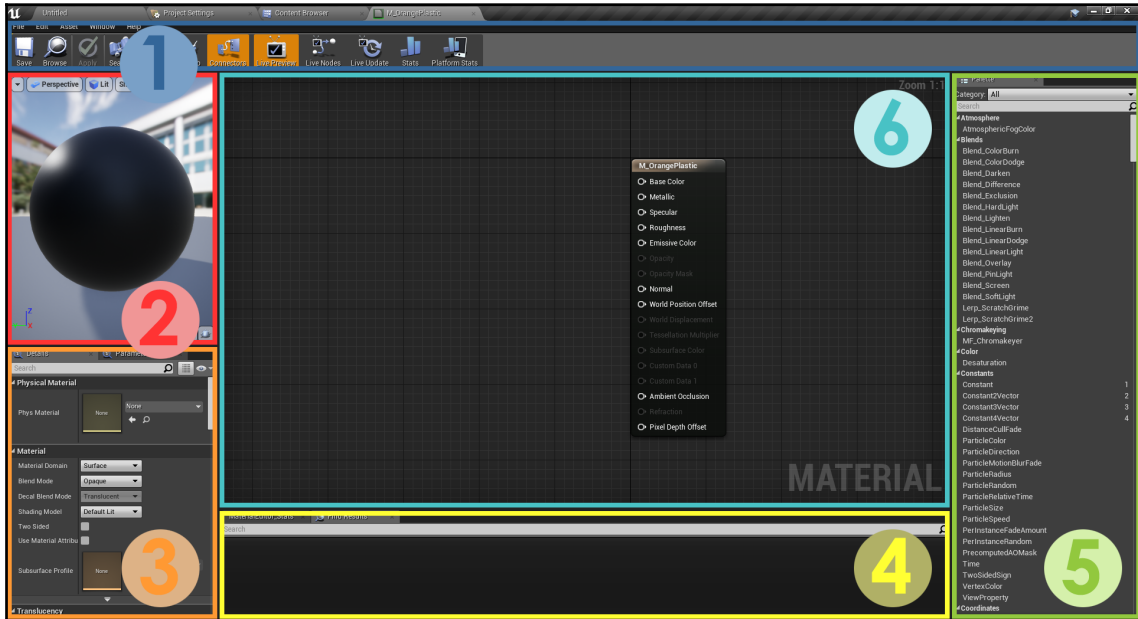 Untitled Project Settings Content Browser M_OrangePlastic
File Edit Asset Window Help
Save Browse Apply Connectors Live Preview Live Nodes Live Update Stats Platform Stats
1
Perspective Lit
Z
X
2
Details
Search
Physical Material
Phys Material None None
Material
Material Domain Surface
Blend Mode Opaque
Decal Blend Mode Translucent
Shading Model Default Lit
Two Sided
Use Material Attribu
Subsurface Profile None
Translucency
3
Zoom 1:1
6
M_OrangePlastic
Base Color
Metallic
Specular
Roughness
Emissive Color
Opacity
Opacity Mask
Normal
World Position Offset
World Displacement
Tessellation Multiplier
Subsurface Color
Custom Data 0
Custom Data 1
Ambient Occlusion
Refraction
Pixel Depth Offset
MATERIAL
Find Results
Search
4
Palette
Category: All
Search
Atmosphere
AtmosphericFogColor
Blends
Blend_ColorBurn
Blend_ColorDodge
Blend_Darken
Blend_Difference
Blend_Exclusion
Blend_HardLight
Blend_Lighten
Blend_LinearBurn
Blend_LinearDodge
Blend_LinearLight
Blend_Overlay
Blend_PinLight
Blend_Screen
Blend_SoftLight
Lerp_ScratchGrime
Lerp_ScratchGrime2
Chromakeying
MF_Chromakeyer
Color
Desaturation
Constants
Constant 1
Constant2Vector 2
Constant3Vector 3
Constant4Vector 4
DistanceCullFade
ParticleColor
ParticleDirection
ParticleMotionBlurFade
ParticleRadius
ParticleRandom
ParticleRelativeTime
ParticleSize
ParticleSpeed
PerInstanceFadeAmount
PerInstanceRandom
PrecomputedAOMask
Time
TwoSidedSign
VertexColor
ViewProperty
Coordinates
5